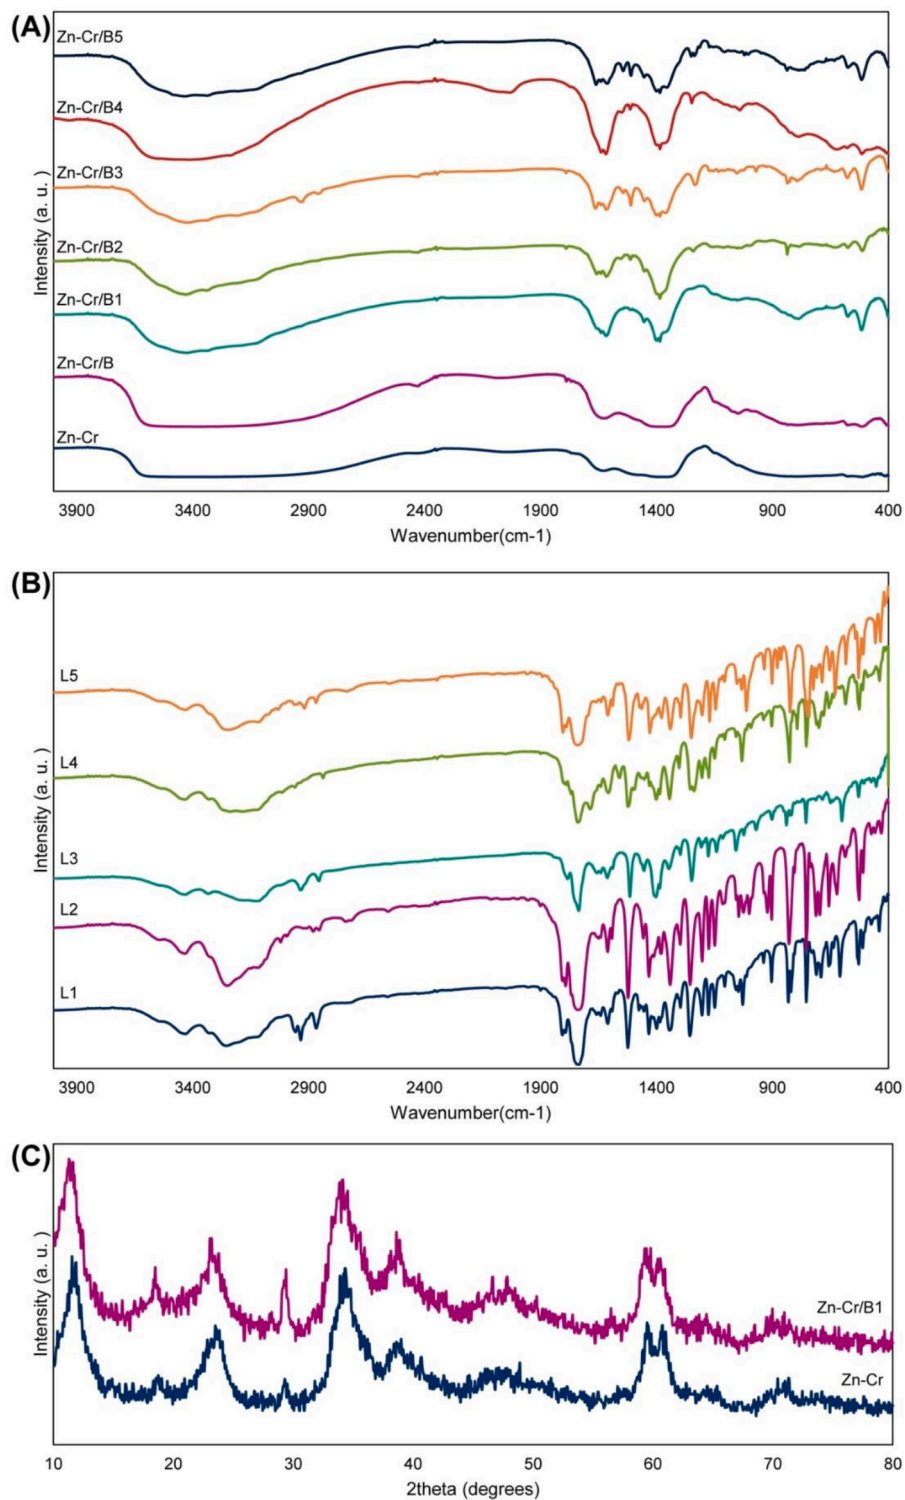 (A)
Zn-Cr/B5
Zn-Cr/B4
Zn-Cr/B3
Zn-Cr/B2
Zn-Cr/B1
Zn-Cr/B
Zn-Cr
Intensity (a. u. )
3900 3400 2900 2400 1900 1400 900 400
Wavenumber(cm-1)
(B)
L5
L4
L3
L2
L1
Intensity (a. u. )
3900 3400 2900 2400 1900 1400 900 400
Wavenumber(cm-1)
(C)
Zn-Cr/B1
Zn-Cr
Intensity (a. u. )
10 20 30 40 50 60 70 80
2theta (degrees)